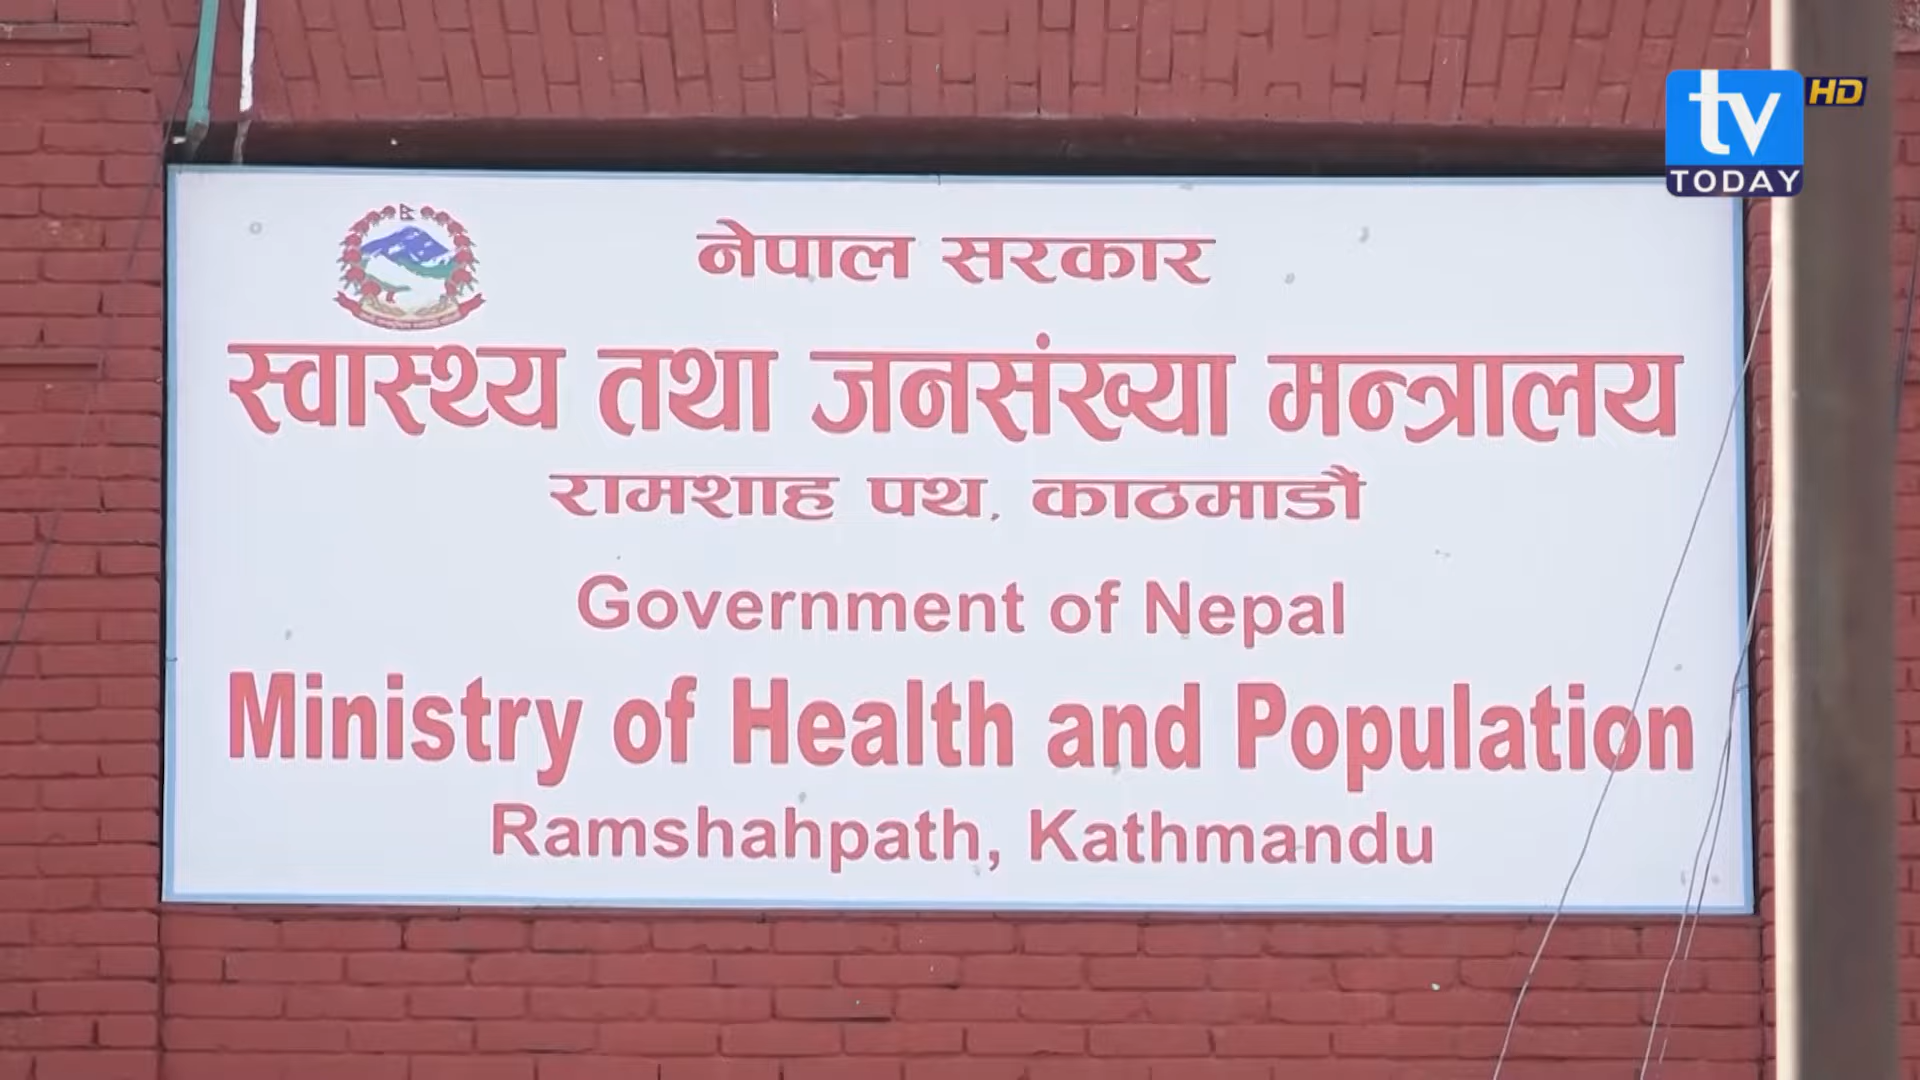 tv HD
TODAY
नेपाल सरकार
स्वास्थ्य तथा जनसंख्या मन्त्रालय
रामशाह पथ, काठमाडौं
Government of Nepal
Ministry of Health and Population
Ramshahpath, Kathmandu